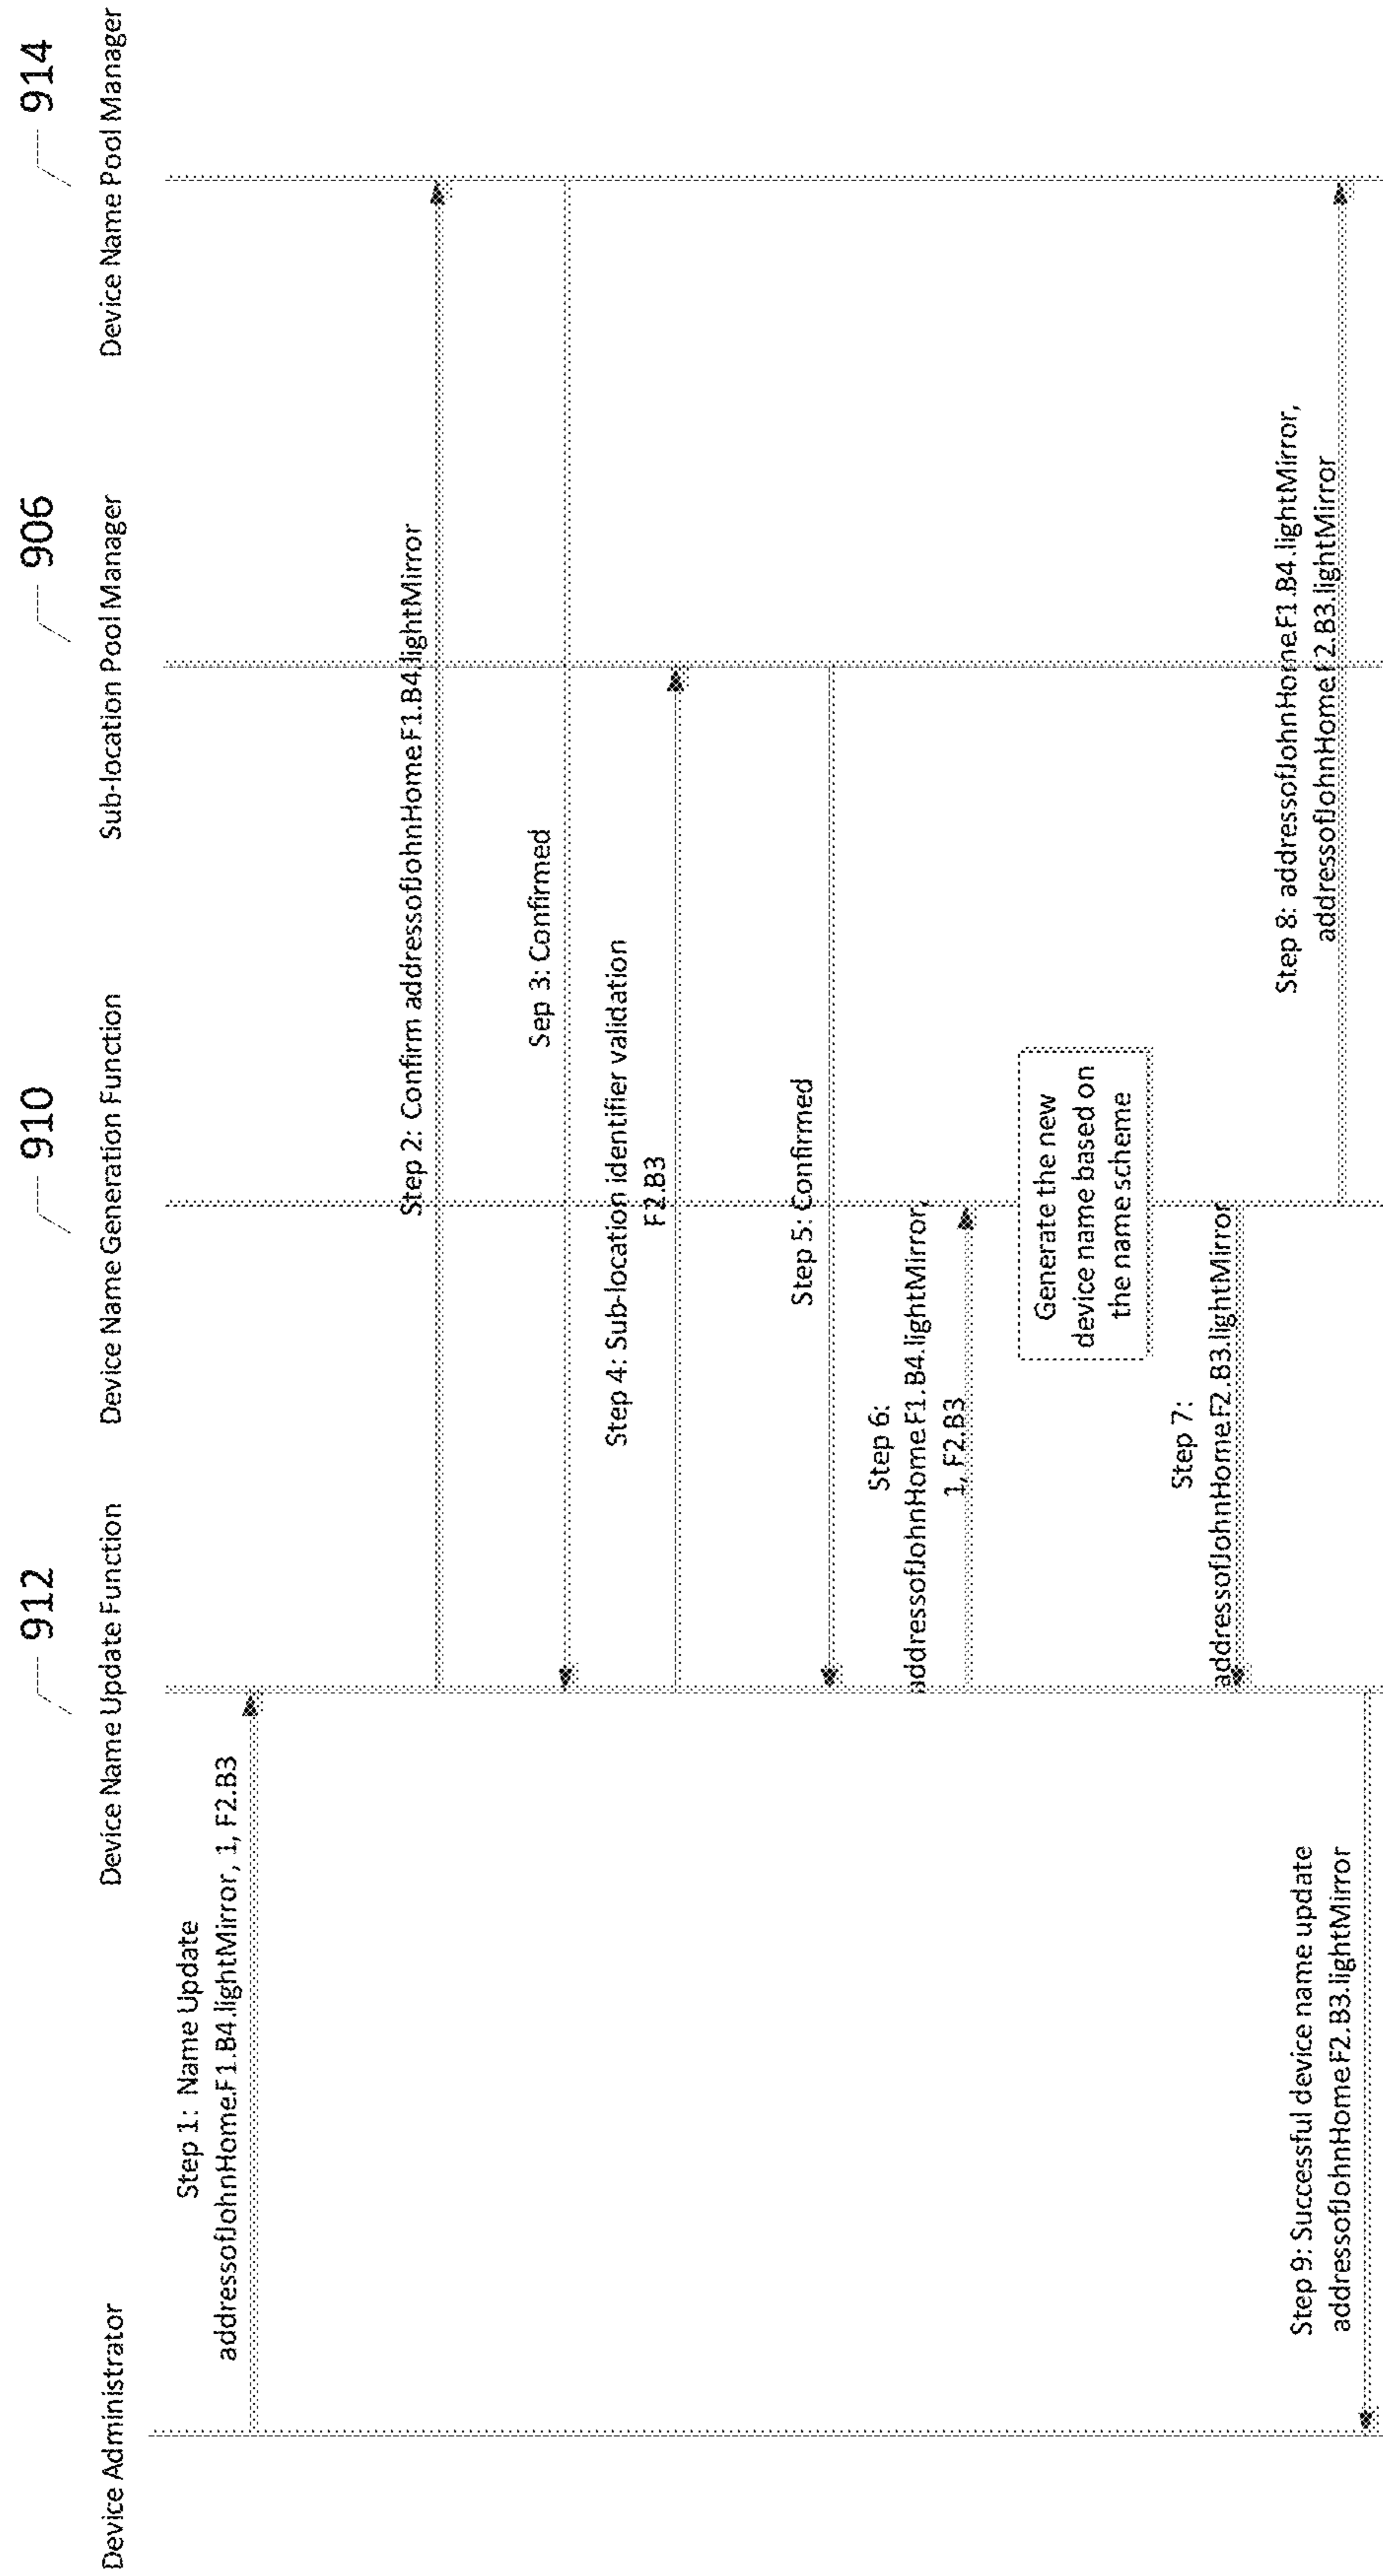 912
910
906
914
Device Administrator
Device Name Update Function
Device Name Generation Function
Sub-location Pool Manager
Device Name Pool Manager
Step 1: Name Update
addressofJohnHome.F1.B4.lightMirror, 1, F2.B3
Step 2: Confirm addressofJohnHome.F1.B4.lightMirror
Sep 3: Confirmed
Step 4: Sub-location identifier validation
F2.B3
Step 5: Confirmed
Step 6:
addressofJohnHome.F1.B4.lightMirror,
1, F2.B3
Generate the new
device name based on
the name scheme
Step 7:
addressofJohnHome.F2.B3.lightMirror
Step 8: addressofJohnHome.F1.B4.lightMirror,
addressofJohnHome.F2.B3.lightMirror
Step 9: Successful device name update
addressofJohnHome.F2.B3.lightMirror